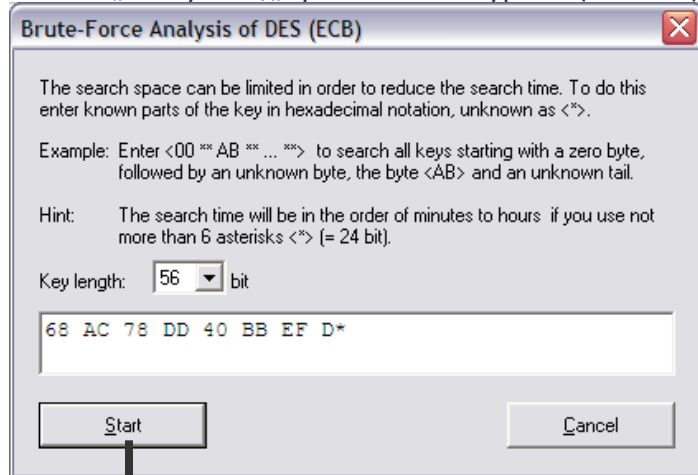 Brute-Force Analysis of DES (ECB)
The search space can be limited in order to reduce the search time. To do this
enter known parts of the key in hexadecimal notation, unknown as <*>.
Example: Enter <00 ** AB ** ... **> to search all keys starting with a zero byte,
followed by an unknown byte, the byte <AB> and an unknown tail.
Hint: The search time will be in the order of minutes to hours if you use not
more than 6 asterisks <*> (= 24 bit).
Key length: 56 bit
68 AC 78 DD 40 BB EF D*
Start Cancel